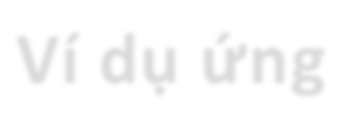 Ví dụ ứng